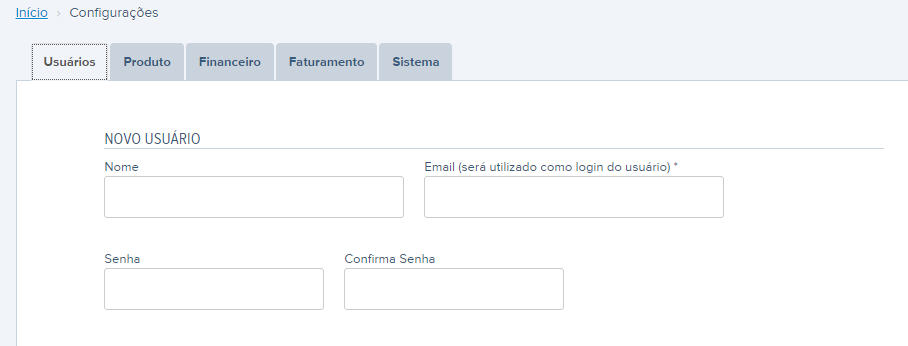 Início › Configurações
Usuários Produto Financeiro Faturamento Sistema
NOVO USUÁRIO
Nome Email (será utilizado como login do usuário) *
Senha Confirma Senha